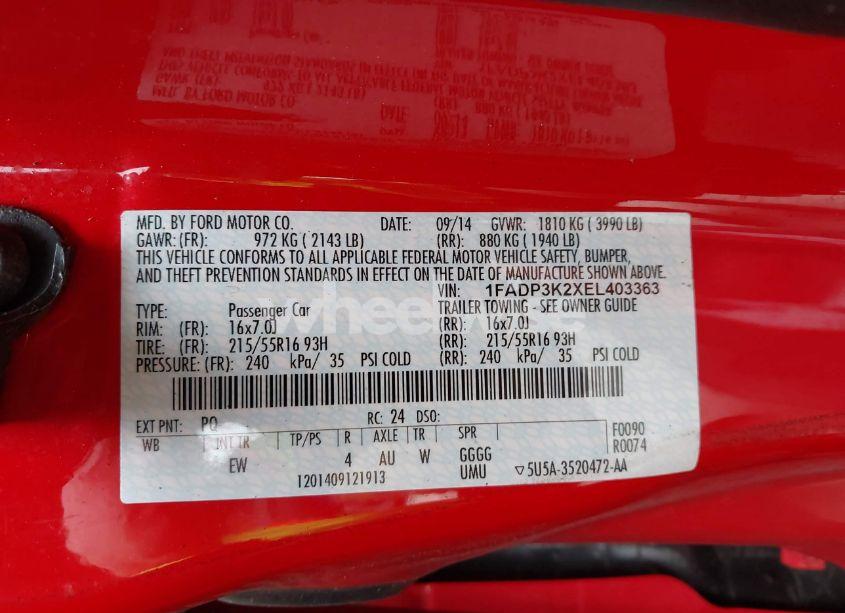 MFD. BY FORD MOTOR CO. DATE: 09/14 GVWR: 1810 KG ( 3990 LB)
GAWR: (FR): 972 KG ( 2143 LB) (RR): 880 KG ( 1940 LB)
THIS VEHICLE CONFORMS TO ALL APPLICABLE FEDERAL MOTOR VEHICLE SAFETY, BUMPER,
AND THEFT PREVENTION STANDARDS IN EFFECT ON THE DATE OF MANUFACTURE SHOWN ABOVE.
VIN: 1FADP3K2XEL403363
TYPE: Passenger Car TRAILER TOWING - SEE OWNER GUIDE
RIM: (FR): 16x7.0J (RR): 16x7.0J
TIRE: (FR): 215/55R16 93H (RR): 215/55R16 93H
PRESSURE: (FR): 240 kPa/ 35 PSI COLD (RR): 240 kPa/ 35 PSI COLD
EXT PNT: PQ RC: 24 DSO:
WB INT TR TP/PS R AXLE TR SPR F0090
R0074
EW 4 AU W GGGG
UMU ▽5U5A-3520472-AA
1201409121913